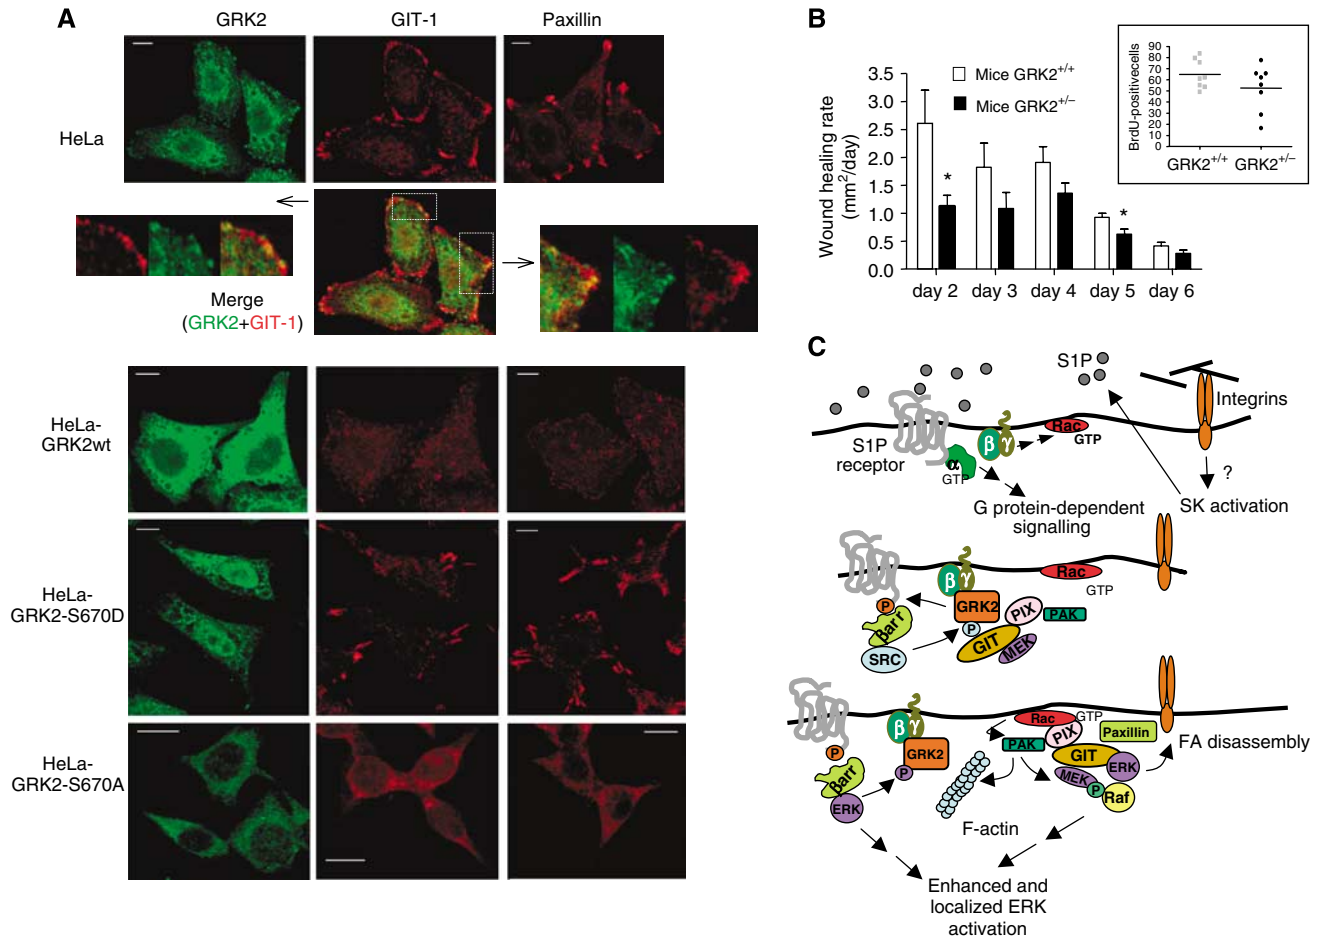 A
GRK2
GIT-1
Paxillin
HeLa
Merge
(GRK2+GIT-1)
HeLa-
GRK2wt
HeLa-
GRK2-S670D
HeLa-
GRK2-S670A
B
Wound healing rate
(mm²/day)
3.5
3.0
2.5
2.0
1.5
1.0
0.5
0.0
Mice GRK2+/+
Mice GRK2+/–
*
*
day 2
day 3
day 4
day 5
day 6
BrdU-positivecells
90
80
70
60
50
40
30
20
10
0
GRK2+/+
GRK2+/–
C
S1P
Integrins
S1P
receptor
β
γ
Rac
GTP
α
GTP
?
G protein-dependent
signalling
SK activation
β
γ
Rac
GTP
P
GRK2
PIX
PAK
βarr
P
GIT
MEK
SRC
Rac
GTP
β
γ
PAK
PIX
Paxillin
P
GRK2
GIT
FA disassembly
βarr
P
MEK
ERK
P
Raf
ERK
F-actin
Enhanced and
localized ERK
activation